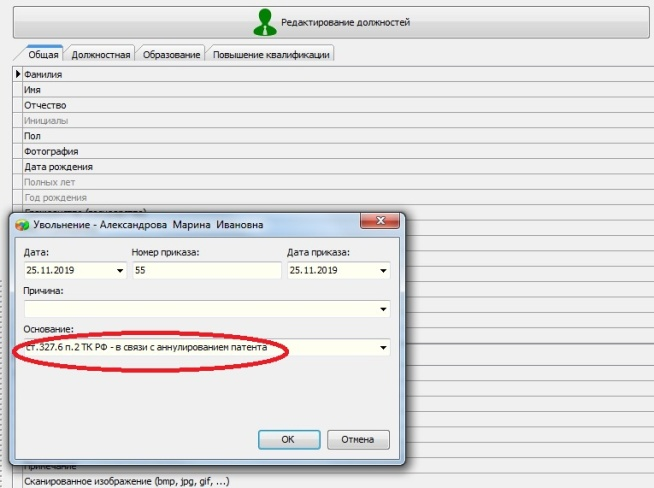 Редактирование должностей
Общая Должностная Образование Повышение квалификации
Фамилия
Имя
Отчество
Инициалы
Пол
Фотография
Дата рождения
Полных лет
Год рождения
Увольнение - Александрова Марина Ивановна
Дата: Номер приказа: Дата приказа:
25.11.2019 55 25.11.2019
Причина:
Основание:
ст.327.6 п.2 ТК РФ - в связи с аннулированием патента
ОК Отмена
Примечание
Сканированное изображение (bmp, jpg, gif, ...)